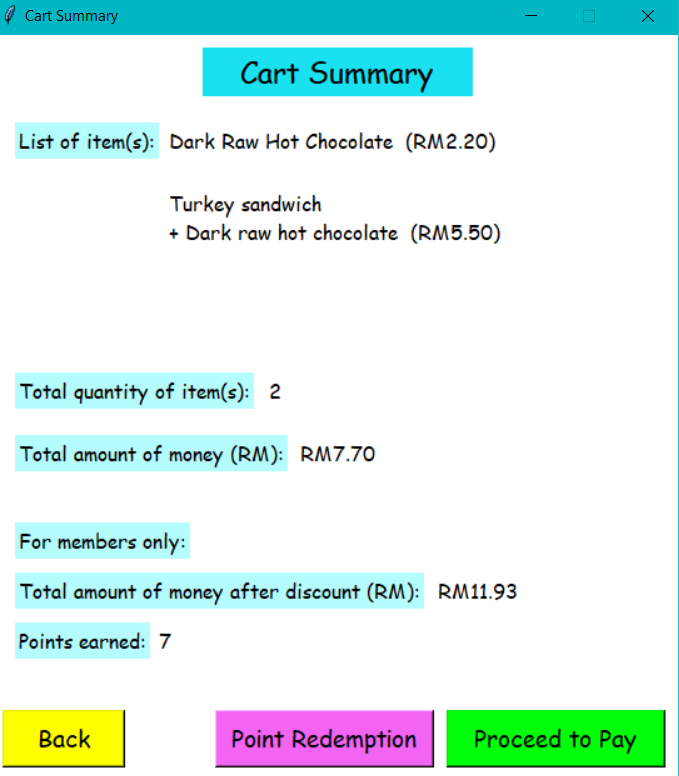 Cart Summary
Cart Summary
List of item(s): Dark Raw Hot Chocolate (RM2.20)
Turkey sandwich
+ Dark raw hot chocolate (RM5.50)
Total quantity of item(s): 2
Total amount of money (RM): RM7.70
For members only:
Total amount of money after discount (RM): RM11.93
Points earned: 7
Back Point Redemption Proceed to Pay